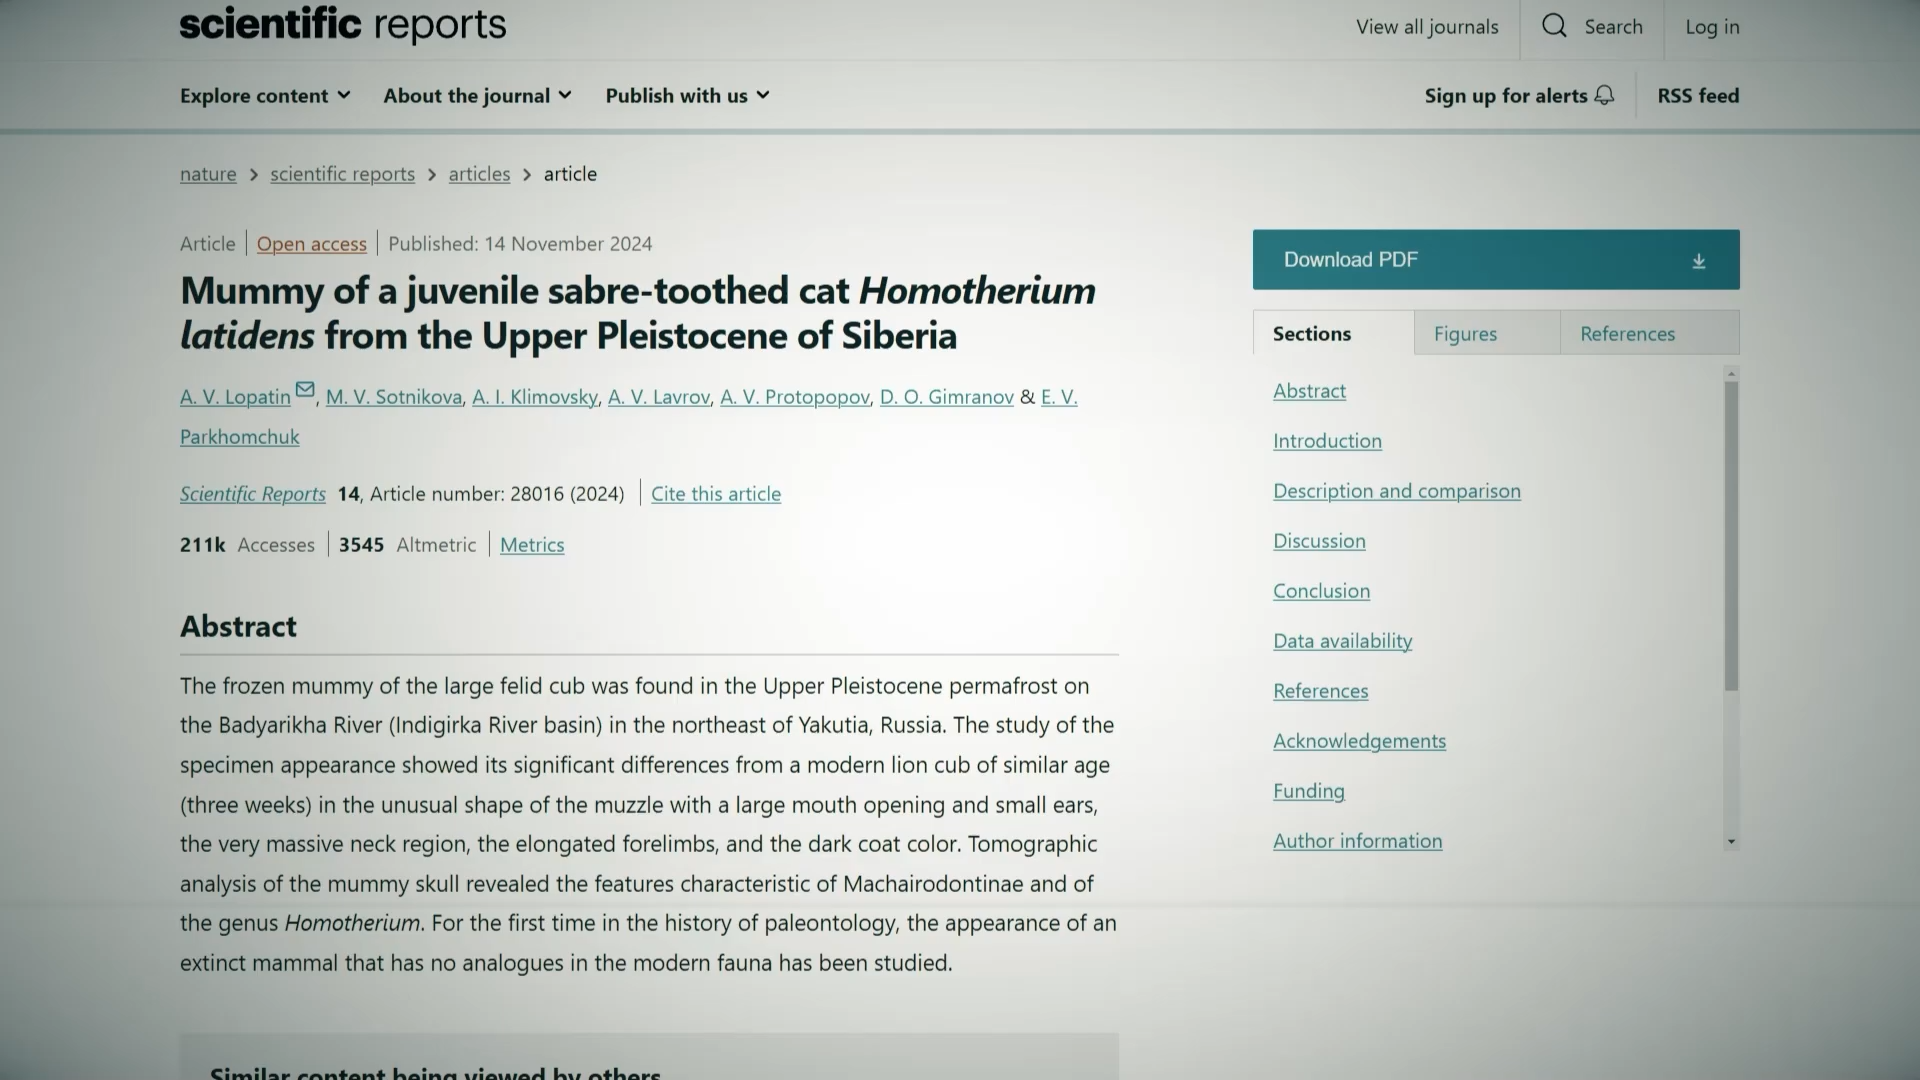 scientific reports
View all journals
Search
Log in
Explore content
About the journal
Publish with us
Sign up for alerts
RSS feed
nature > scientific reports > articles > article
Article | Open access | Published: 14 November 2024
Mummy of a juvenile sabre-toothed cat Homotherium
latidens from the Upper Pleistocene of Siberia
A. V. Lopatin, M. V. Sotnikova, A. I. Klimovsky, A. V. Lavrov, A. V. Protopopov, D. O. Gimranov & E. V.
Parkhomchuk
Scientific Reports 14, Article number: 28016 (2024) | Cite this article
211k Accesses | 3545 Altmetric | Metrics
Abstract
The frozen mummy of the large felid cub was found in the Upper Pleistocene permafrost on
the Badyarikha River (Indigirka River basin) in the northeast of Yakutia, Russia. The study of the
specimen appearance showed its significant differences from a modern lion cub of similar age
(three weeks) in the unusual shape of the muzzle with a large mouth opening and small ears,
the very massive neck region, the elongated forelimbs, and the dark coat color. Tomographic
analysis of the mummy skull revealed the features characteristic of Machairodontinae and of
the genus Homotherium. For the first time in the history of paleontology, the appearance of an
extinct mammal that has no analogues in the modern fauna has been studied.
Similar content being viewed by others
Download PDF
Sections
Figures
References
Abstract
Introduction
Description and comparison
Discussion
Conclusion
Data availability
References
Acknowledgements
Funding
Author information